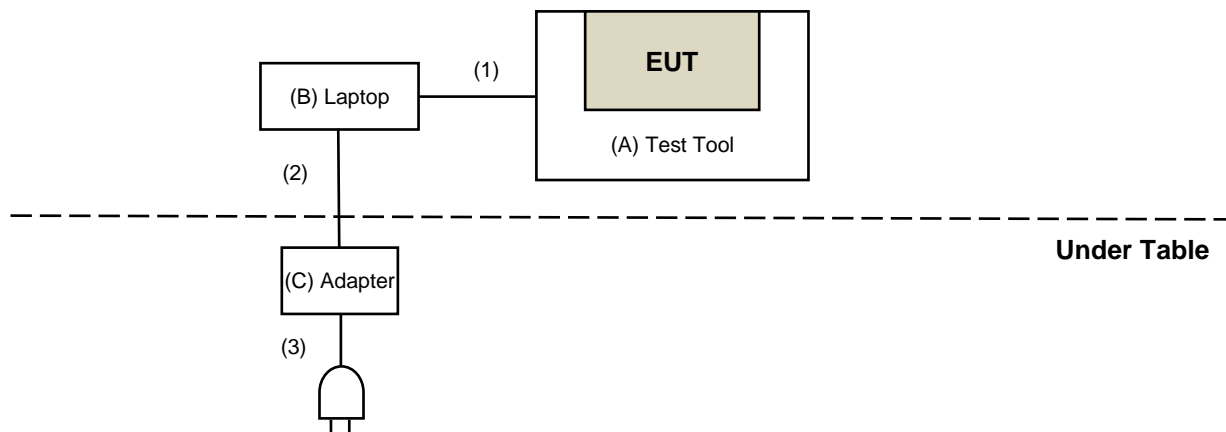 EUT
(1)
(B) Laptop
(A) Test Tool
(2)
Under Table
(C) Adapter
(3)